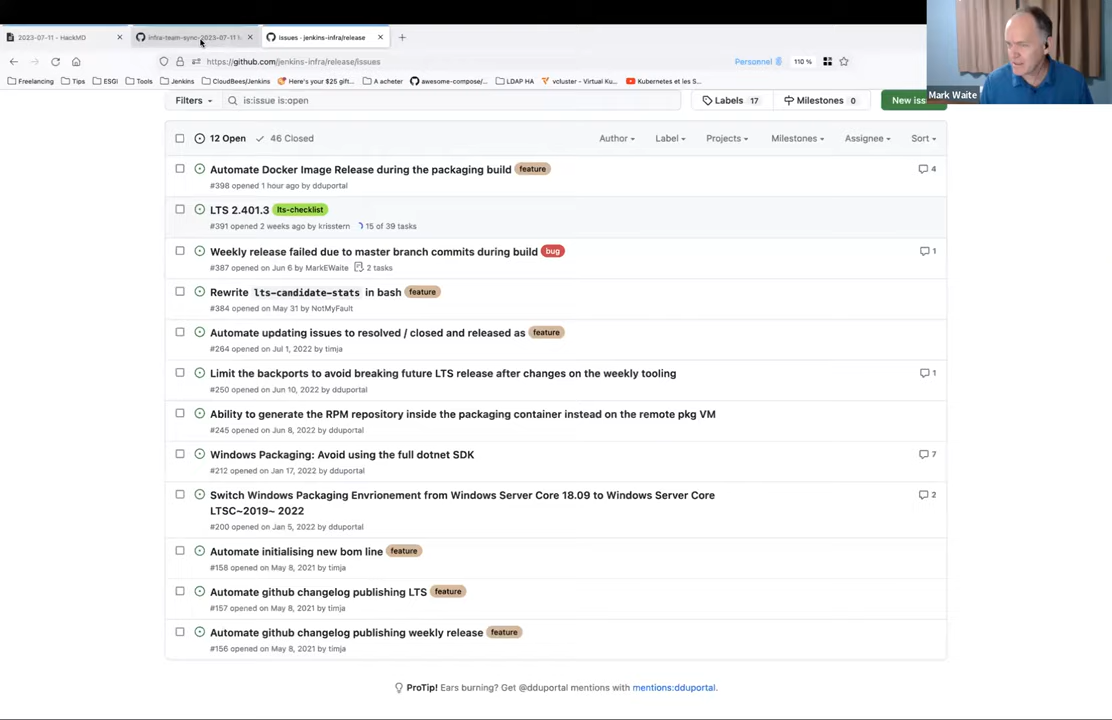 2023-07-11 - HackMD
infra-team-sync-2023-07-11
Issues · jenkins-infra/release
https://github.com/jenkins-infra/release/issues
Personnel
110 %
Freelancing
Tips
ESGI
Tools
Jenkins
CloudBees/Jenkins
Here's your $25 gift...
A acheter
awesome-compose/...
LDAP HA
vcluster - Virtual Ku...
Kubernetes et les S...
Mark Waite
Filters
is:issue is:open
Labels 17
Milestones 0
New iss
12 Open
46 Closed
Author
Label
Projects
Milestones
Assignee
Sort
Automate Docker Image Release during the packaging build feature
4
#398 opened 1 hour ago by dduportal
LTS 2.401.3 lts-checklist
#391 opened 2 weeks ago by krisstern 15 of 39 tasks
Weekly release failed due to master branch commits during build bug
1
#387 opened on Jun 6 by MarkEWaite 2 tasks
Rewrite lts-candidate-stats in bash feature
#384 opened on May 31 by NotMyFault
Automate updating issues to resolved / closed and released as feature
#264 opened on Jul 1, 2022 by timja
Limit the backports to avoid breaking future LTS release after changes on the weekly tooling
1
#250 opened on Jun 10, 2022 by dduportal
Ability to generate the RPM repository inside the packaging container instead on the remote pkg VM
#245 opened on Jun 8, 2022 by dduportal
Windows Packaging: Avoid using the full dotnet SDK
7
#212 opened on Jan 17, 2022 by dduportal
Switch Windows Packaging Envrionement from Windows Server Core 18.09 to Windows Server Core
LTSC~2019~ 2022
2
#200 opened on Jan 5, 2022 by dduportal
Automate initialising new bom line feature
#158 opened on May 8, 2021 by timja
Automate github changelog publishing LTS feature
#157 opened on May 8, 2021 by timja
Automate github changelog publishing weekly release feature
#156 opened on May 8, 2021 by timja
ProTip! Ears burning? Get @dduportal mentions with mentions:dduportal.